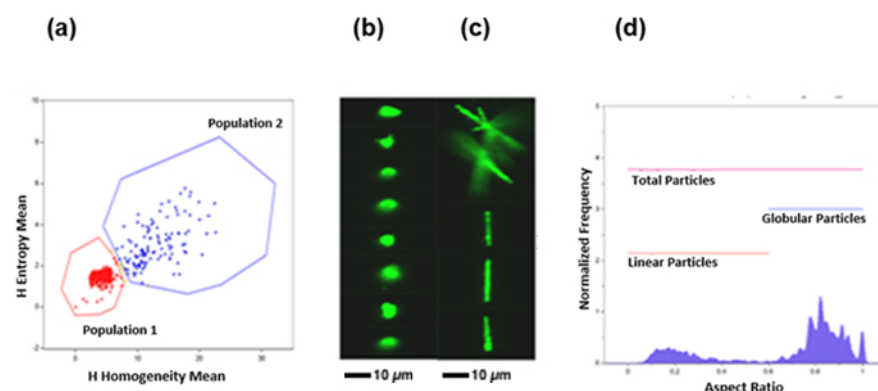 (a)
(b)
(c)
(d)
10
8
6
4
2
0
-2
H Entropy Mean
Population 2
Population 1
0
10
20
30
H Homogeneity Mean
10 µm
10 µm
5
4
3
2
1
0
Normalized Frequency
Total Particles
Globular Particles
Linear Particles
0
0.2
0.4
0.6
0.8
1
Aspect Ratio